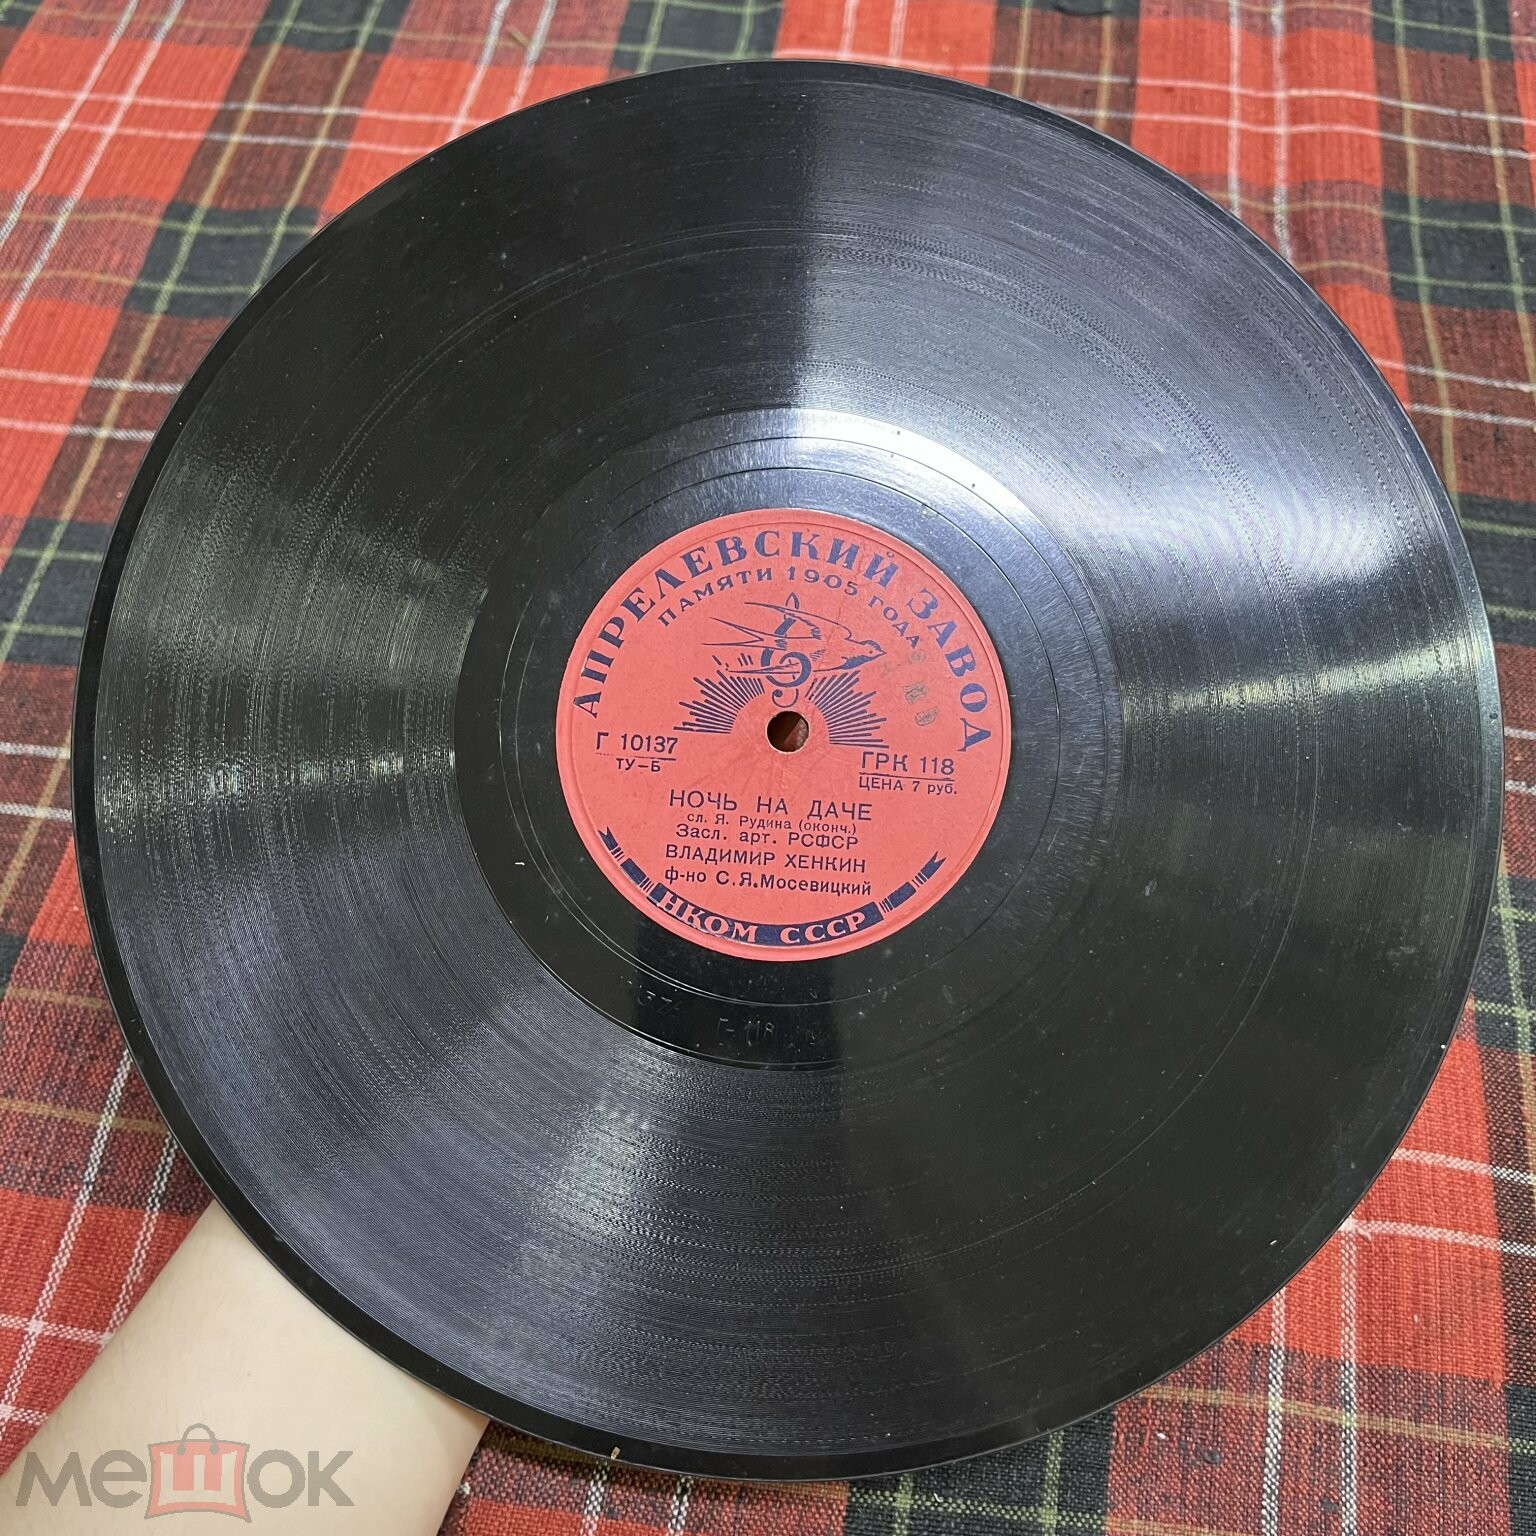 АПРЕЛЕВСКИЙ ЗАВОД
ПАМЯТИ 1905 ГОДА
Г 10137
ТУ-Б
ГРК 118
ЦЕНА 7 руб.
НОЧЬ НА ДАЧЕ
сл. Я. Рудина (оконч.)
Засл. арт. РСФСР
ВЛАДИМИР ХЕНКИН
ф-но С.Я.Мосевицкий
НКОМ СССР
Г-118
мешок